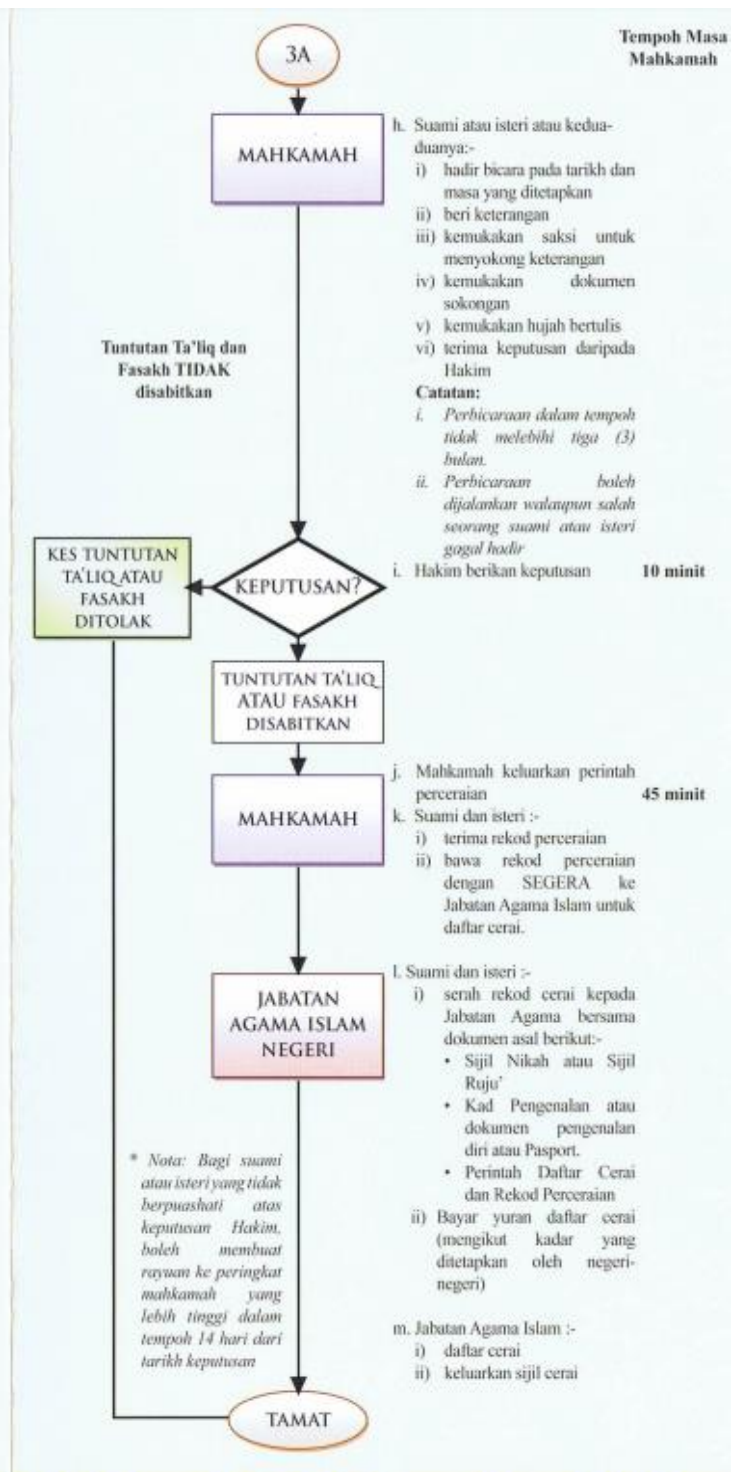 Tempoh Masa
Mahkamah
3A
MAHKAMAH
h. Suami atau isteri atau kedua-
duanya:-
i) hadir bicara pada tarikh dan
masa yang ditetapkan
ii) beri keterangan
iii) kemukakan saksi untuk
menyokong keterangan
iv) kemukakan dokumen
sokongan
v) kemukakan hujah bertulis
vi) terima keputusan daripada
Hakim
Catatan:
i. Perbicaraan dalam tempoh
tidak melebihi tiga (3)
bulan.
ii. Perbicaraan boleh
dijalankan walaupun salah
seorang suami atau isteri
gagal hadir
Tuntutan Ta'liq dan
Fasakh TIDAK
disabitkan
KES TUNTUTAN
TA'LIQ ATAU
FASAKH
DITOLAK
KEPUTUSAN?
i. Hakim berikan keputusan 10 minit
TUNTUTAN TA'LIQ
ATAU FASAKH
DISABITKAN
MAHKAMAH
j. Mahkamah keluarkan perintah
perceraian 45 minit
k. Suami dan isteri :-
i) terima rekod perceraian
ii) bawa rekod perceraian
dengan SEGERA ke
Jabatan Agama Islam untuk
daftar cerai.
JABATAN
AGAMA ISLAM
NEGERI
l. Suami dan isteri :-
i) serah rekod cerai kepada
Jabatan Agama bersama
dokumen asal berikut:-
• Sijil Nikah atau Sijil
Ruju'
• Kad Pengenalan atau
dokumen pengenalan
diri atau Pasport.
• Perintah Daftar Cerai
dan Rekod Perceraian
ii) Bayar yuran daftar cerai
(mengikut kadar yang
ditetapkan oleh negeri-
negeri)
m. Jabatan Agama Islam :-
i) daftar cerai
ii) keluarkan sijil cerai
* Nota: Bagi suami
atau isteri yang tidak
berpuashati atas
keputusan Hakim,
boleh membuat
rayuan ke peringkat
mahkamah yang
lebih tinggi dalam
tempoh 14 hari dari
tarikh keputusan
TAMAT